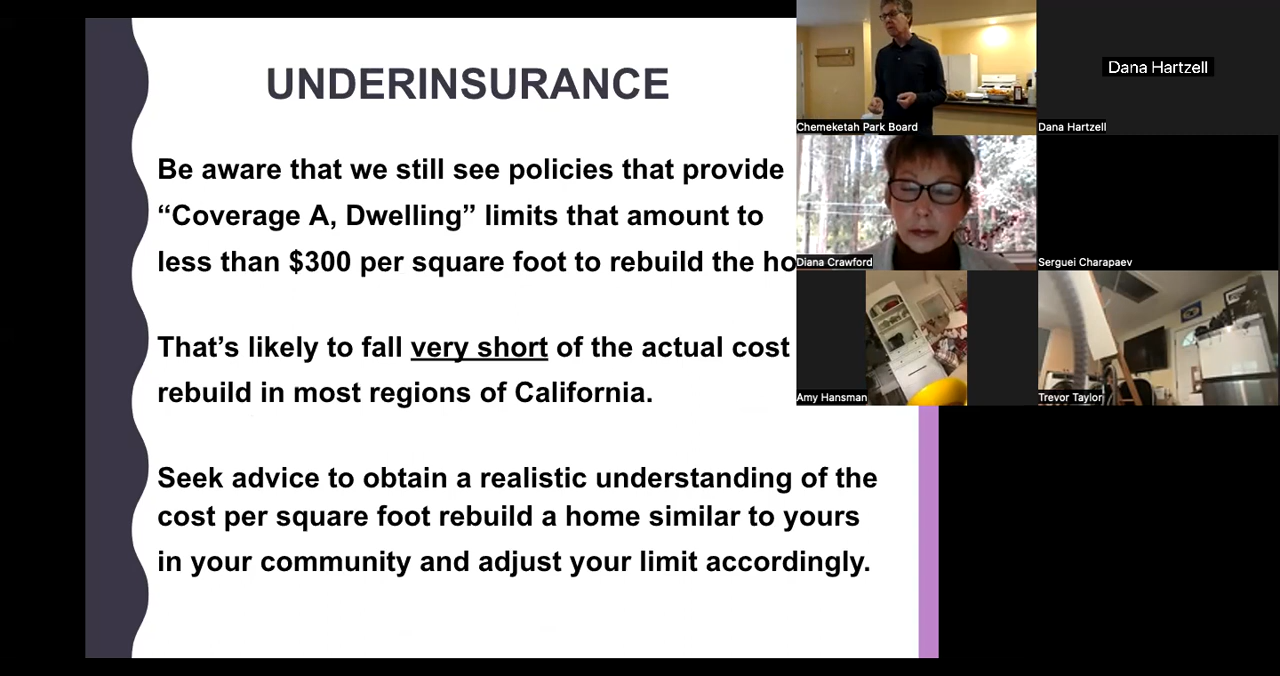 UNDERINSURANCE
Be aware that we still see policies that provide
“Coverage A, Dwelling” limits that amount to
less than $300 per square foot to rebuild the ho
That’s likely to fall very short of the actual cost
rebuild in most regions of California.
Seek advice to obtain a realistic understanding of the
cost per square foot rebuild a home similar to yours
in your community and adjust your limit accordingly.
Chemeketah Park Board
Dana Hartzell
Dana Hartzell
Diana Crawford
Serguei Charapaev
Amy Hansman
Trevor Taylor